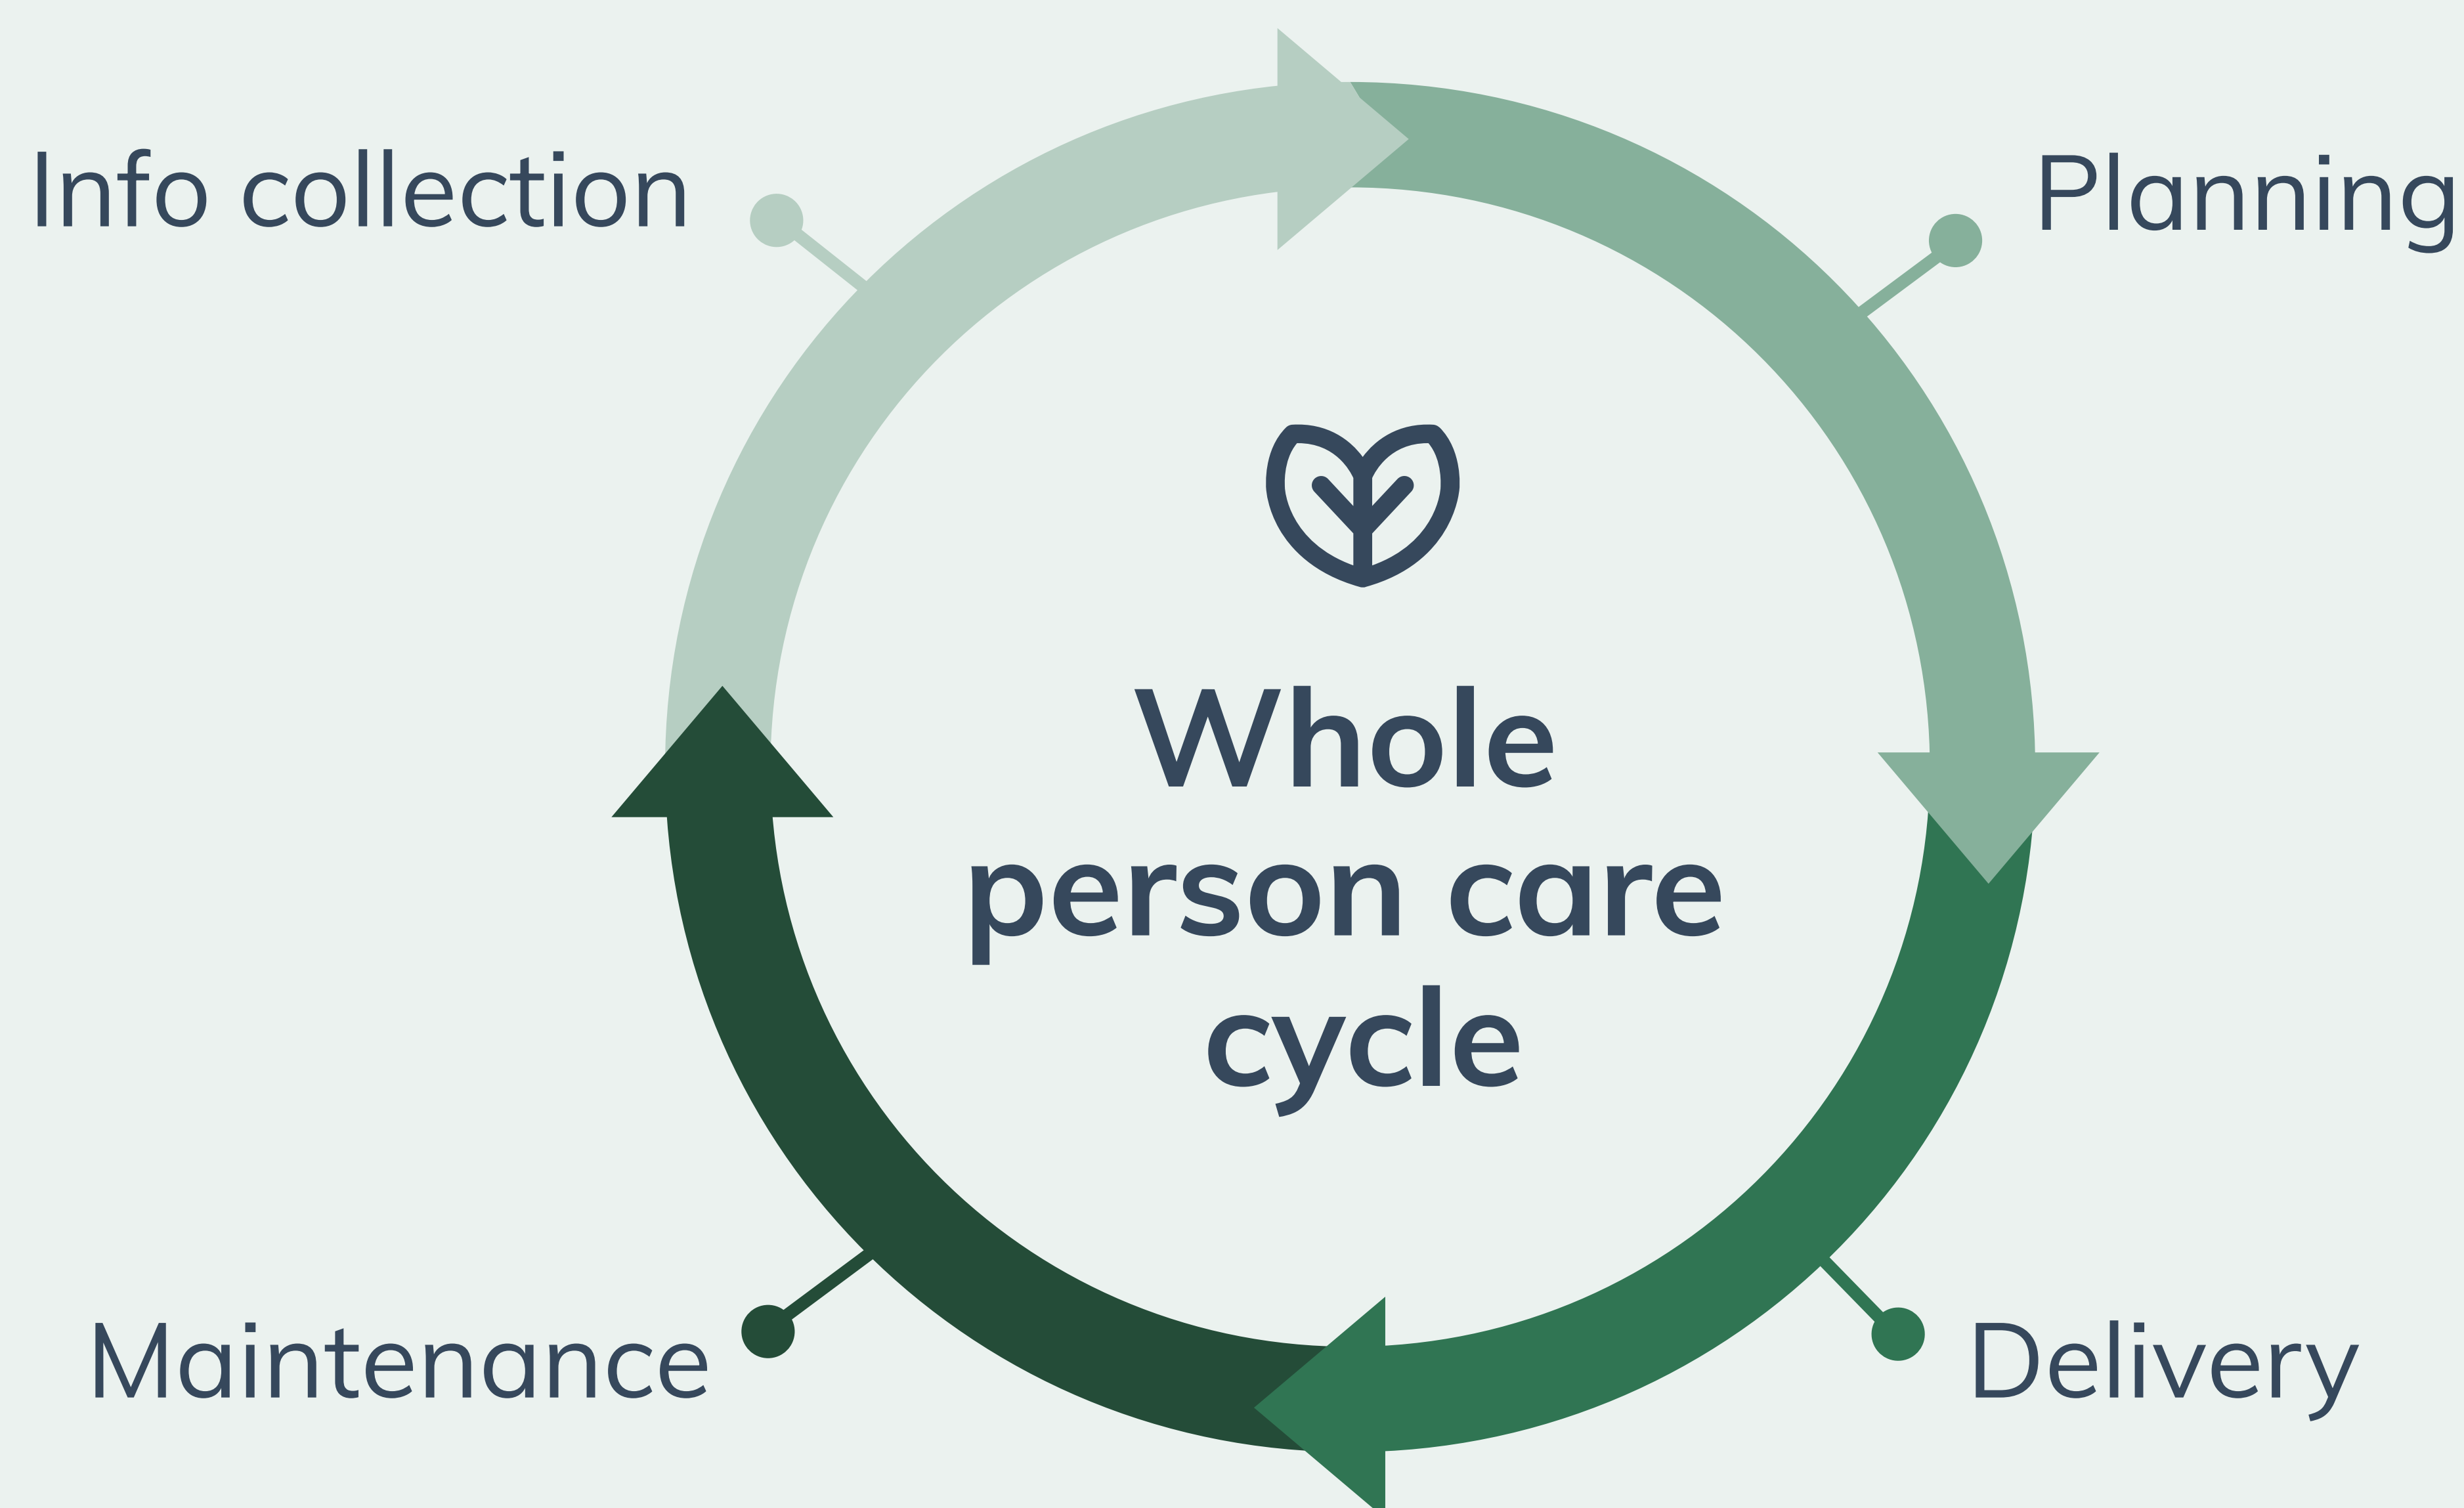 Info collection
Planning
Whole
person care
cycle
Maintenance
Delivery